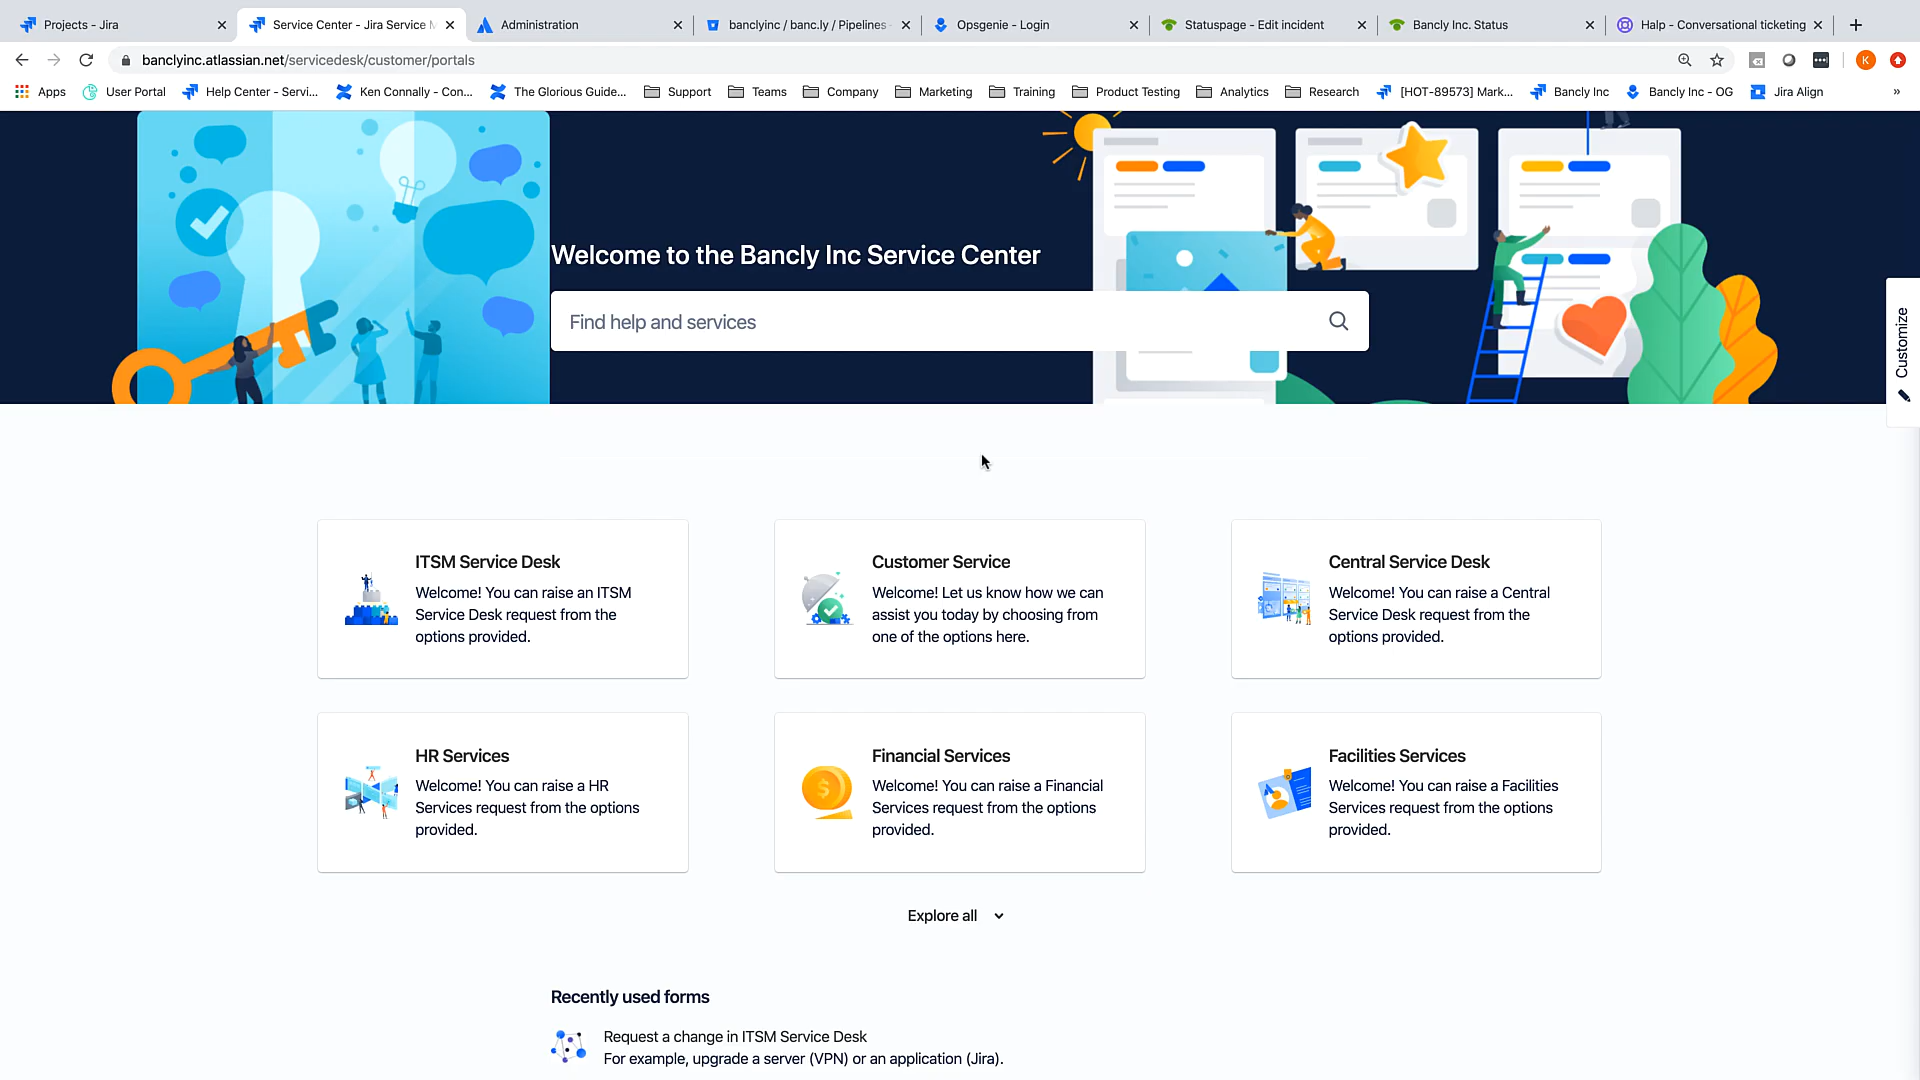 Projects - Jira
Service Center - Jira Service M
Administration
banclyinc / banc.ly / Pipelines -
Opsgenie - Login
Statuspage - Edit incident
Bancly Inc. Status
Halp - Conversational ticketing
banclyinc.atlassian.net/servicedesk/customer/portals
K
Apps
User Portal
Help Center - Servi...
Ken Connally - Con...
The Glorious Guide...
Support
Teams
Company
Marketing
Training
Product Testing
Analytics
Research
[HOT-89573] Mark...
Bancly Inc
Bancly Inc - OG
Jira Align
»
Welcome to the Bancly Inc Service Center
Find help and services
Customize
ITSM Service Desk
Welcome! You can raise an ITSM
Service Desk request from the
options provided.
Customer Service
Welcome! Let us know how we can
assist you today by choosing from
one of the options here.
Central Service Desk
Welcome! You can raise a Central
Service Desk request from the
options provided.
HR Services
Welcome! You can raise a HR
Services request from the options
provided.
Financial Services
Welcome! You can raise a Financial
Services request from the options
provided.
Facilities Services
Welcome! You can raise a Facilities
Services request from the options
provided.
Explore all
Recently used forms
Request a change in ITSM Service Desk
For example, upgrade a server (VPN) or an application (Jira).